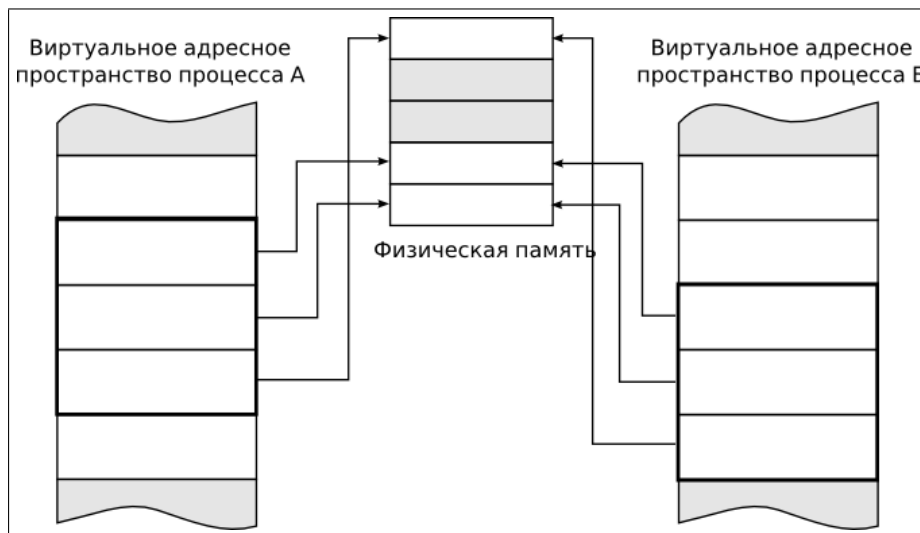 Виртуальное адресное
пространство процесса А
Физическая память
Виртуальное адресное
пространство процесса